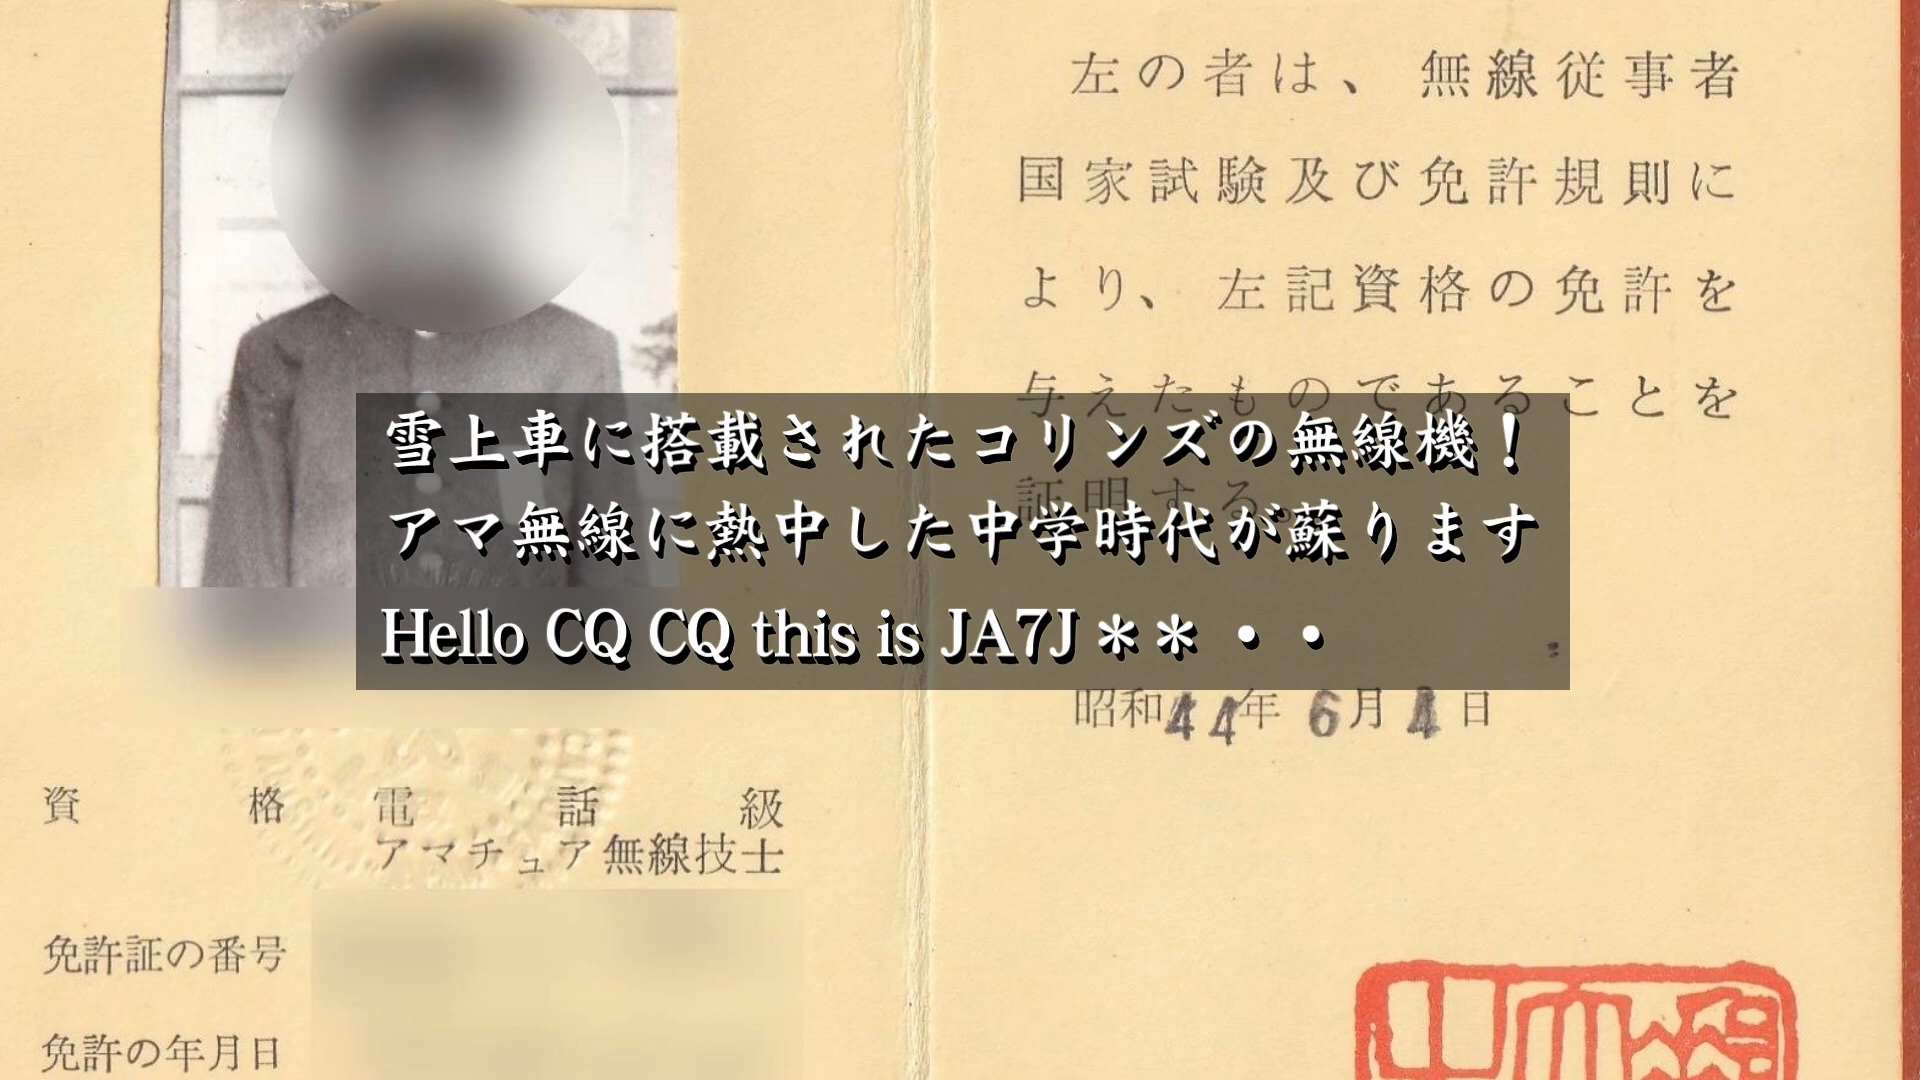 左の者は、無線従事者
国家試験及び免許規則に
より、左記資格の免許を
与えたものであることを
証明する。
雪上車に搭載されたコリンズの無線機！
アマ無線に熱中した中学時代が蘇ります
Hello CQ CQ this is JA7J＊＊・・
昭和44年6月4日
資格 電話級
アマチュア無線技士
免許証の番号
免許の年月日